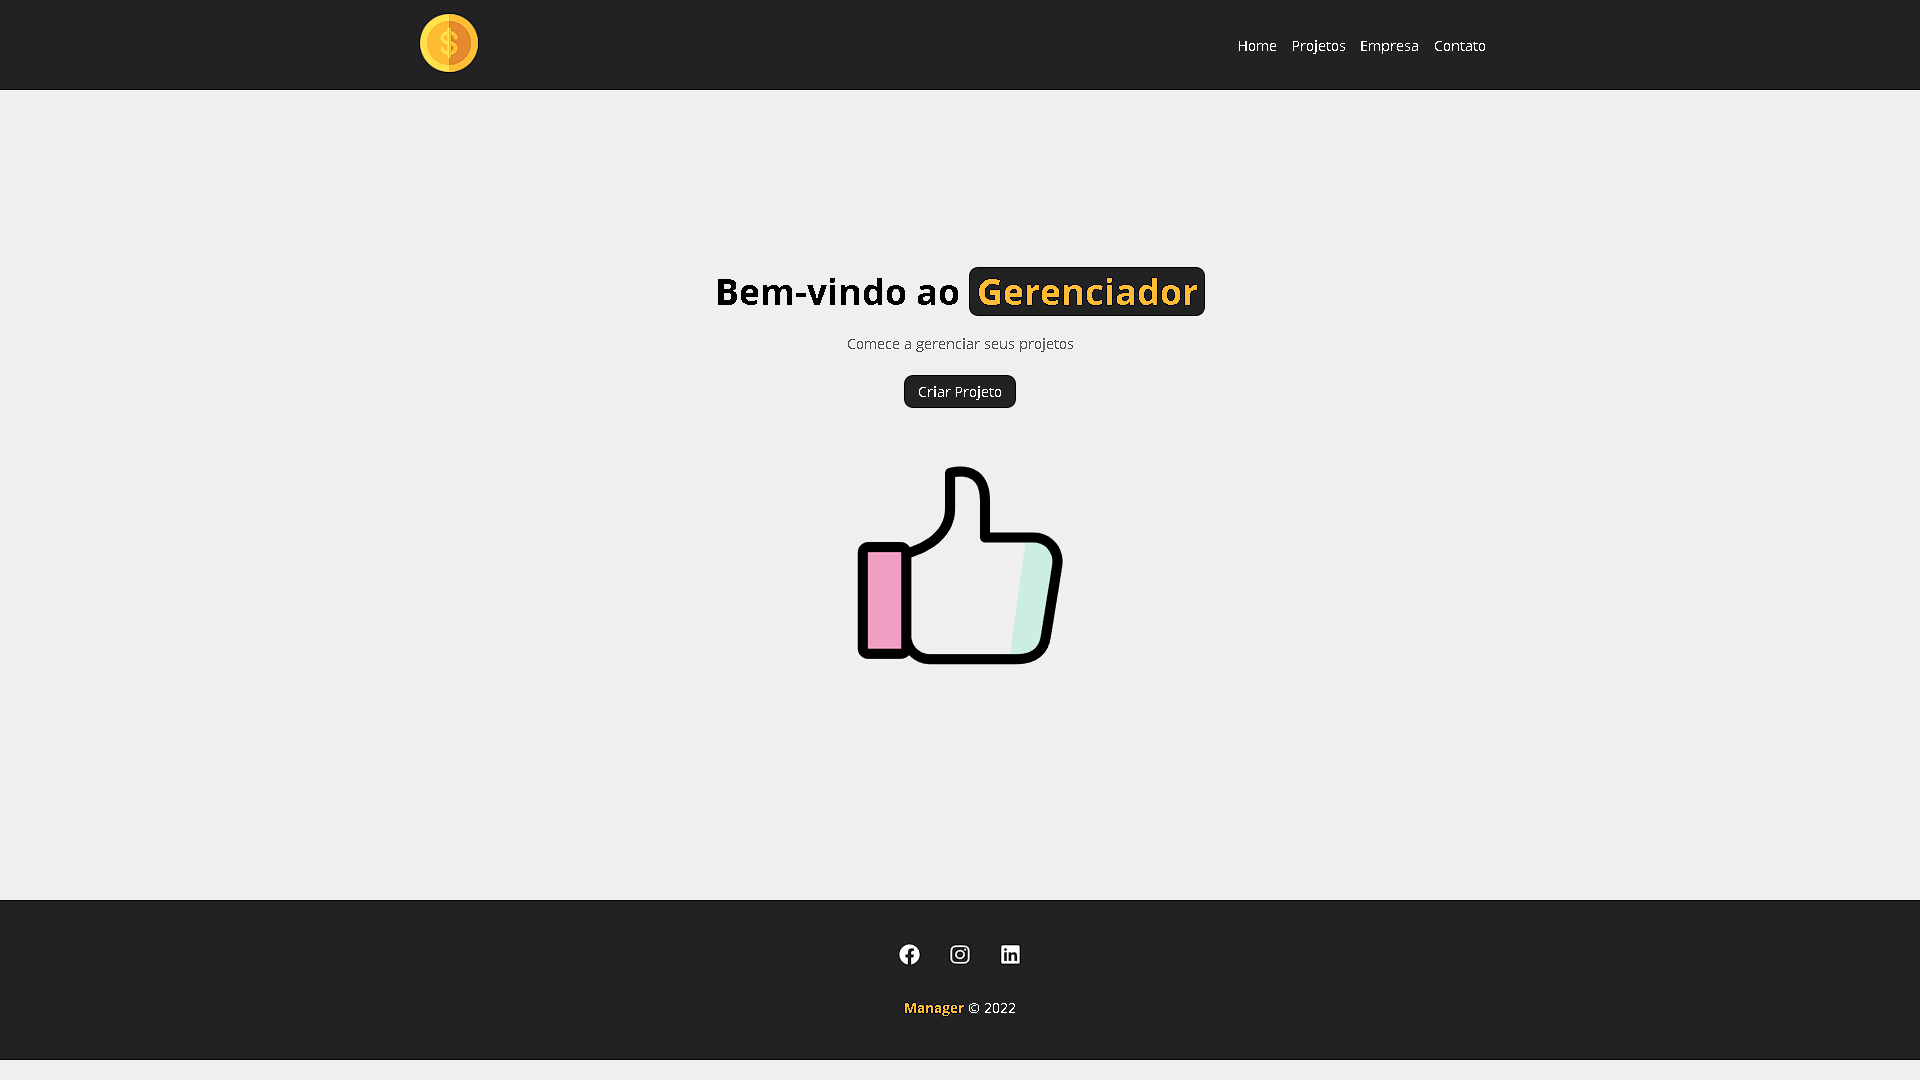 Home Projetos Empresa Contato
Bem-vindo ao Gerenciador
Comece a gerenciar seus projetos
Criar Projeto
Manager © 2022